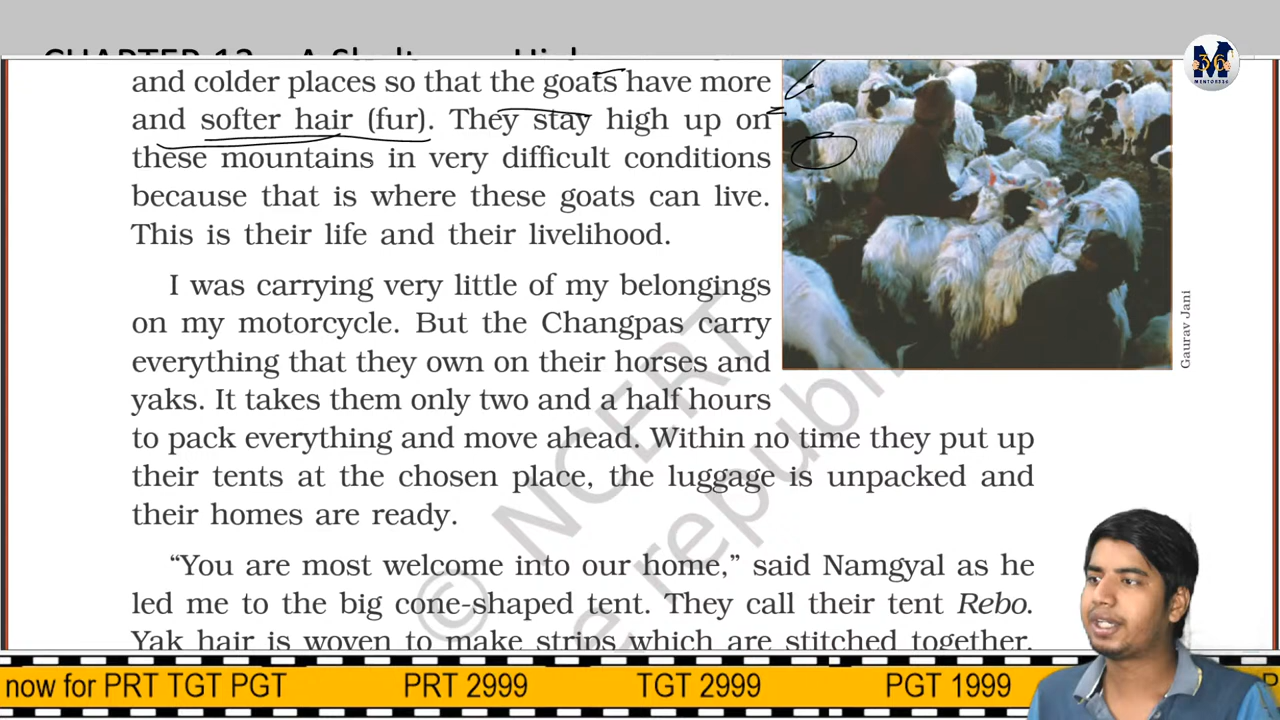 and colder places so that the goats have more
and softer hair (fur). They stay high up on
these mountains in very difficult conditions
because that is where these goats can live.
This is their life and their livelihood.
I was carrying very little of my belongings
on my motorcycle. But the Changpas carry
everything that they own on their horses and
yaks. It takes them only two and a half hours
to pack everything and move ahead. Within no time they put up
their tents at the chosen place, the luggage is unpacked and
their homes are ready.
“You are most welcome into our home,” said Namgyal as he
led me to the big cone-shaped tent. They call their tent Rebo.
Yak hair is woven to make strips which are stitched together.
Gaurav Jani
© NCERT
36
MENTORS36
now for PRT TGT PGT
PRT 2999
TGT 2999
PGT 1999